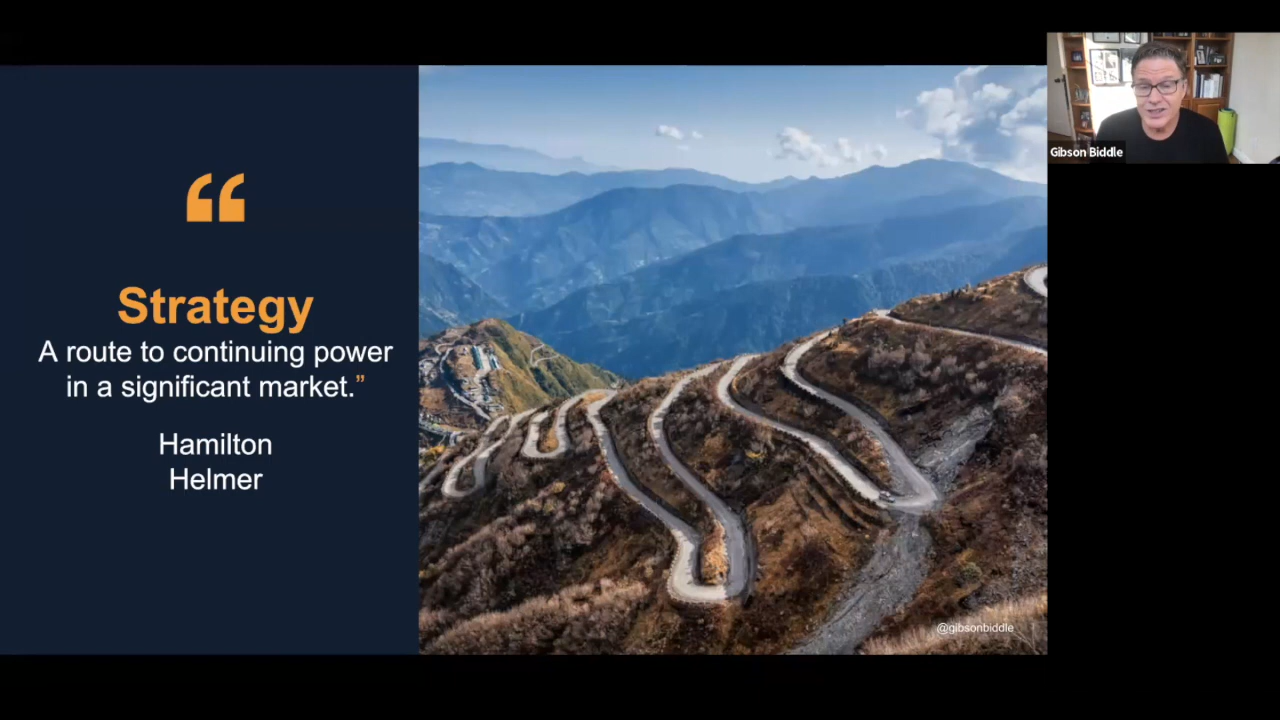 “
Strategy
A route to continuing power
in a significant market.”
Hamilton
Helmer
@gibsonbiddle
Gibson Biddle